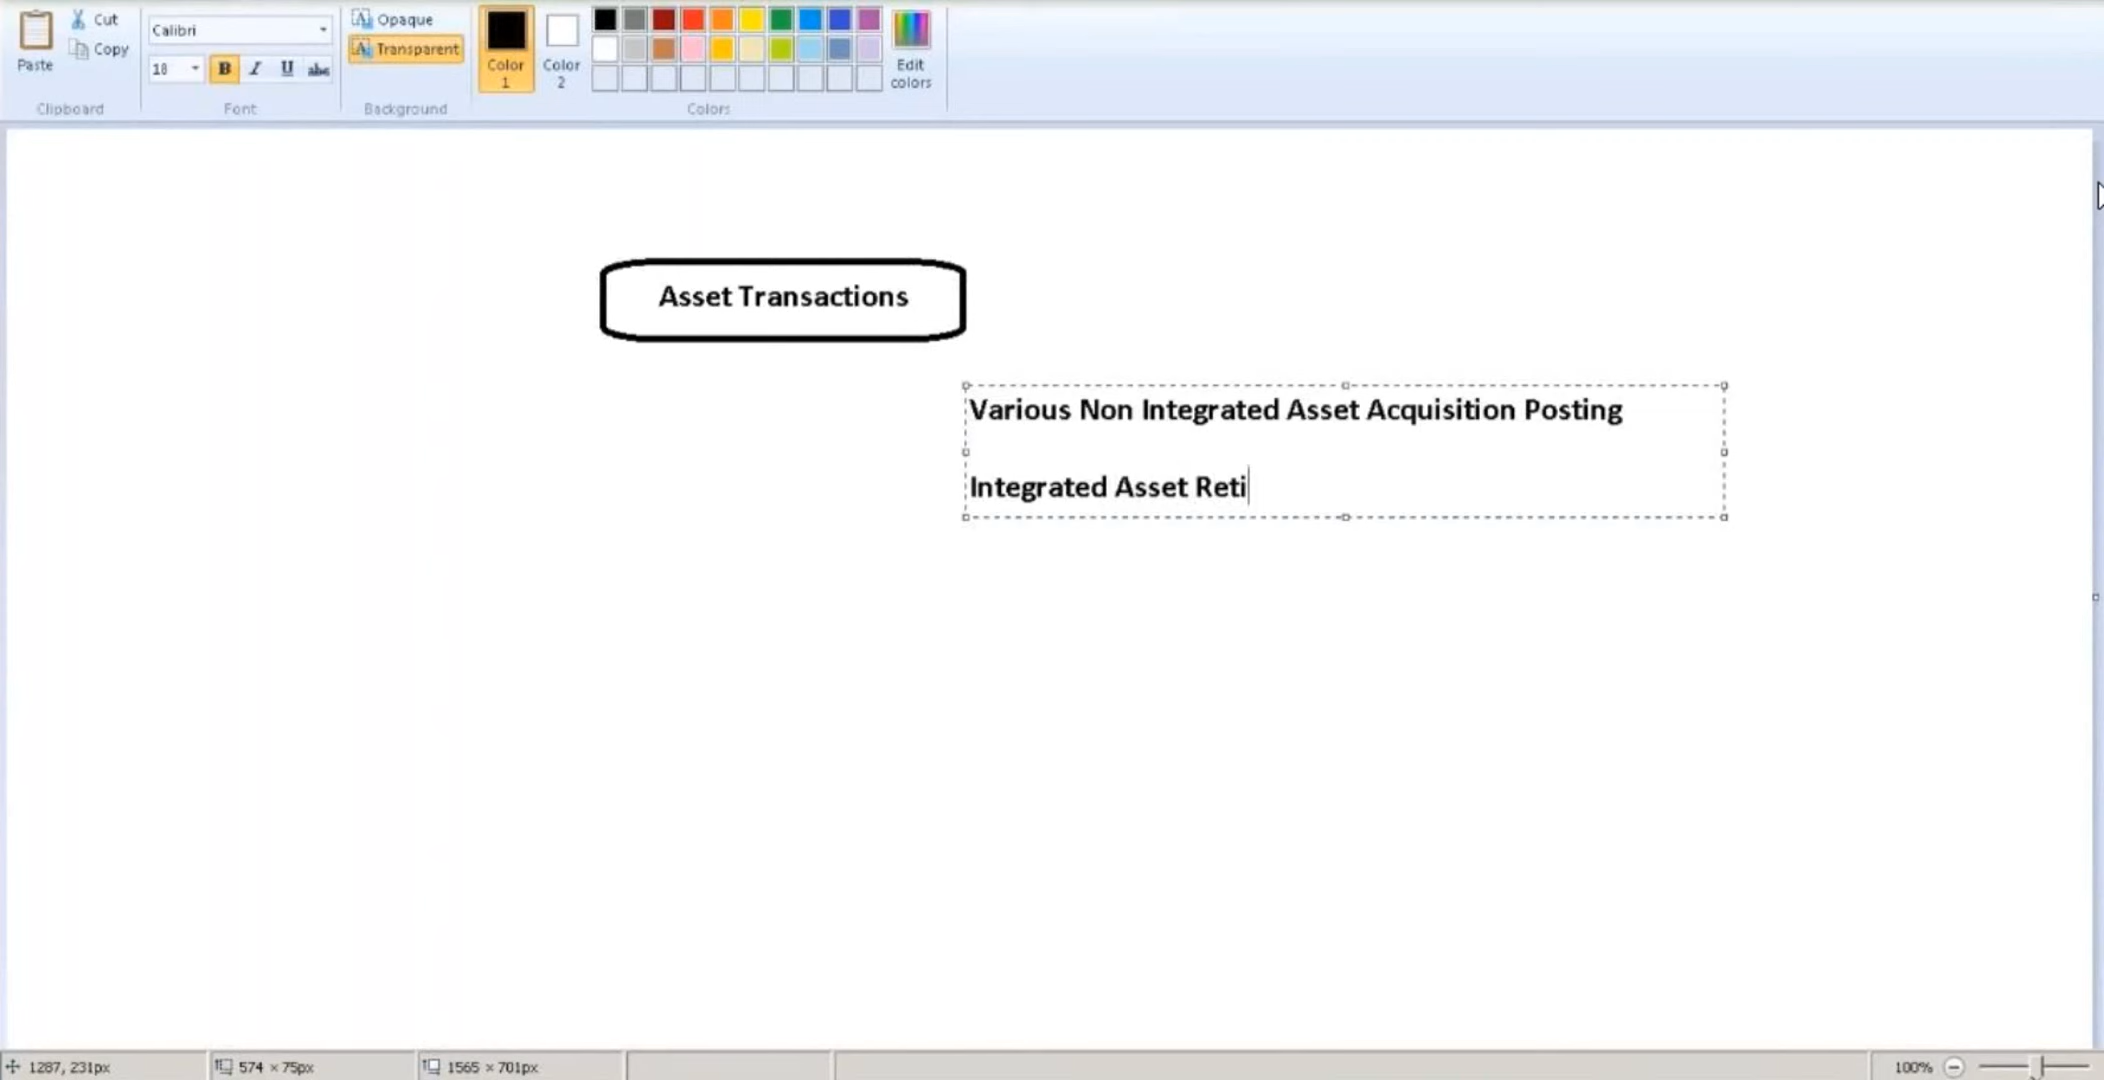 Paste
Cut
Copy
Clipboard
Calibri
18
B I U abc
Font
Opaque
Transparent
Background
Color 1
Color 2
Edit colors
Colors
Asset Transactions
Various Non Integrated Asset Acquisition Posting
Integrated Asset Reti
1287, 231px
574 × 75px
1565 × 701px
100%